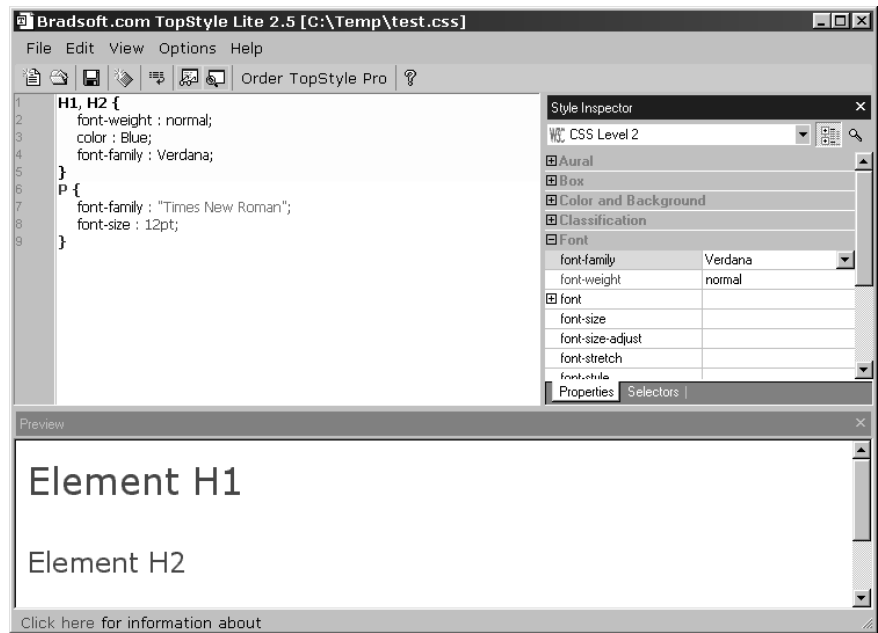 Bradsoft.com TopStyle Lite 2.5 [C:\Temp\test.css]
File Edit View Options Help
Order TopStyle Pro
1 H1, H2 {
2 font-weight : normal;
3 color : Blue;
4 font-family : Verdana;
5 }
6 P {
7 font-family : "Times New Roman";
8 font-size : 12pt;
9 }
Style Inspector
W3C CSS Level 2
Aural
Box
Color and Background
Classification
Font
font-family Verdana
font-weight normal
font
font-size
font-size-adjust
font-stretch
font-style
Properties Selectors
Preview
Element H1
Element H2
Click here for information about